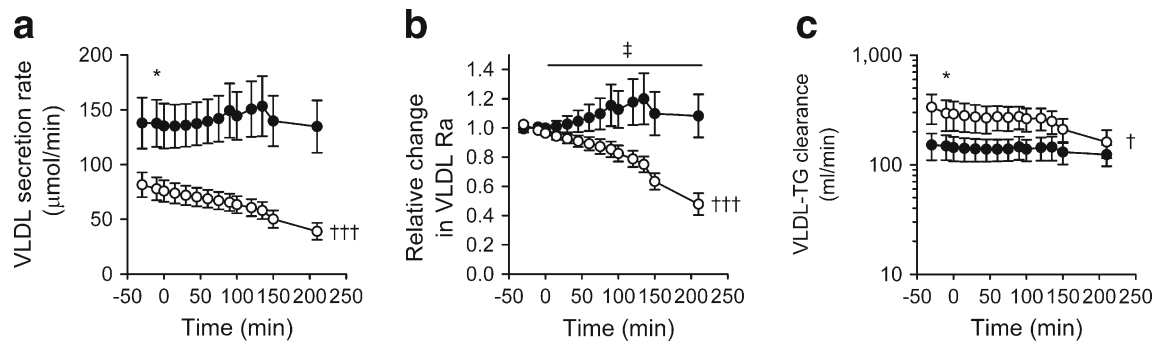 a
VLDL secretion rate
(μmol/min)
200
150
100
50
0
*
†††
-50 0 50 100 150 200 250
Time (min)
b
Relative change
in VLDL Ra
1.4
1.2
1.0
0.8
0.6
0.4
0.2
0.0
‡
†††
-50 0 50 100 150 200 250
Time (min)
c
VLDL-TG clearance
(ml/min)
1,000
100
10
*
†
-50 0 50 100 150 200 250
Time (min)